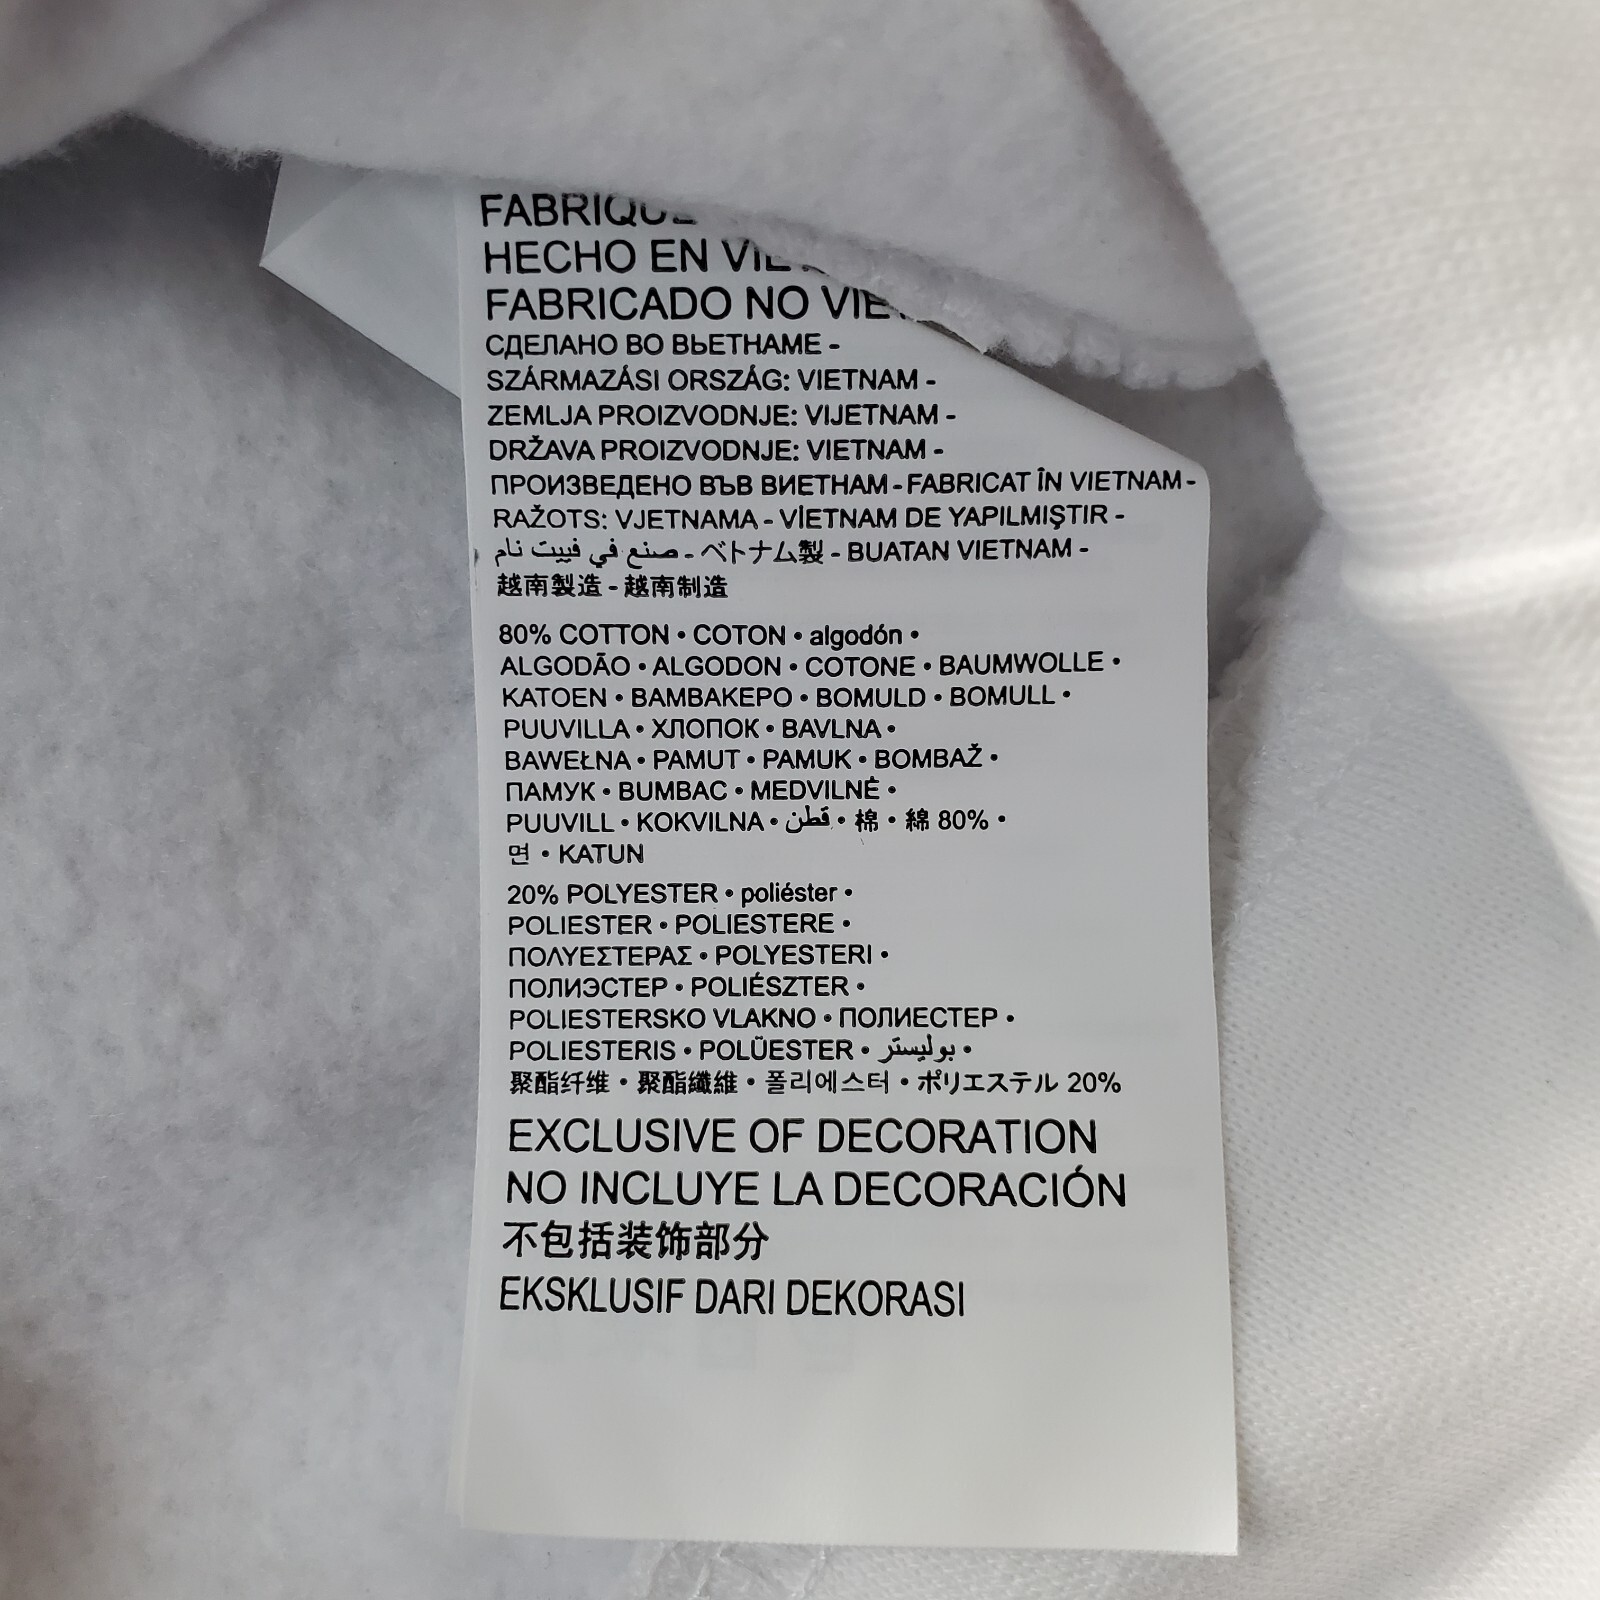 FABRIQUÉ
HECHO EN
FABRICADO NO
СДЕЛАНО ВО ВЬЕТНАМЕ -
SZÁRMAZÁSI ORSZÁG: VIETNAM -
ZEMLJA PROIZVODNJE: VIJETNAM -
DRŽAVA PROIZVODNJE: VIETNAM -
ПРОИЗВЕДЕНО ВЪВ ВИЕТНАМ - FABRICAT ÎN VIETNAM -
RAŽOTS: VJETNAMA - VİETNAM DE YAPILMIŞTIR -
صنع في فييت نام - ベトナム製 - BUATAN VIETNAM -
越南製造 - 越南制造
80% COTTON • COTON • algodón •
ALGODÃO • ALGODON • COTONE • BAUMWOLLE •
KATOEN • ΒΑΜΒΑΚΕΡΟ • BOMULD • BOMULL •
PUUVILLA • ХЛОПОК • BAVLNA •
BAWEŁNA • PAMUT • PAMUK • BOMBAŽ •
ПАМУК • BUMBAC • MEDVILNĖ •
PUUVILL • KOKVILNA • قطن • 棉 • 綿 80% •
면 • KATUN
20% POLYESTER • poliéster •
POLIESTER • POLIESTERE •
ΠΟΛΥΕΣΤΕΡΑΣ • POLYESTERI •
ПОЛИЭСТЕР • POLIÉSZTER •
POLIESTERSKO VLAKNO • ПОЛИЕСТЕР •
POLIESTERIS • POLÜESTER • بوليستر •
聚酯纤维 • 聚酯纖維 • 폴리에스터 • ポリエステル 20%
EXCLUSIVE OF DECORATION
NO INCLUYE LA DECORACIÓN
不包括装饰部分
EKSKLUSIF DARI DEKORASI